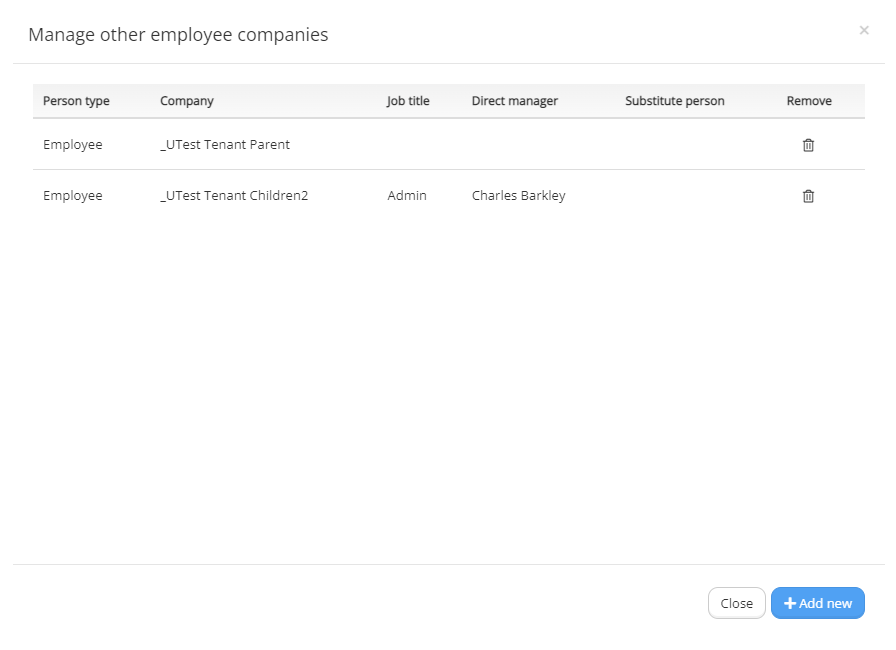 Manage other employee companies
×
Person type Company Job title Direct manager Substitute person Remove
Employee _UTest Tenant Parent
Employee _UTest Tenant Children2 Admin Charles Barkley
Close + Add new